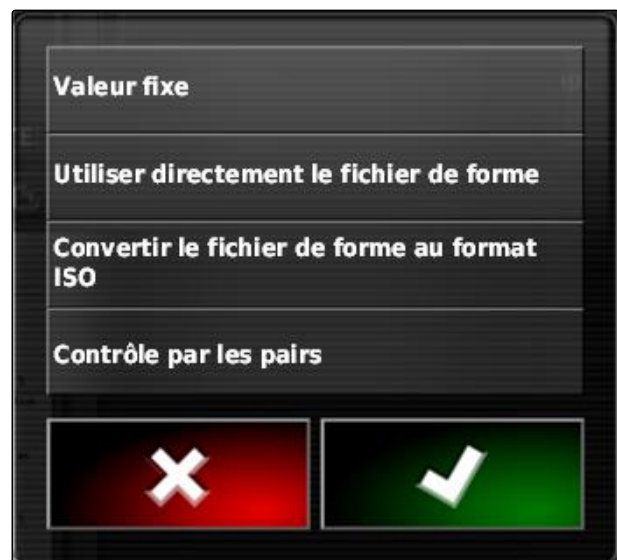 Valeur fixe
Utiliser directement le fichier de forme
Convertir le fichier de forme au format
ISO
Contrôle par les pairs